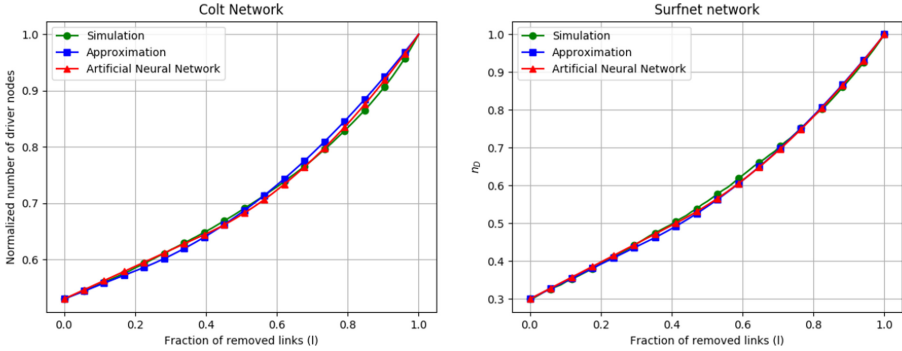 Colt Network
Simulation
Approximation
Artificial Neural Network
Normalized number of driver nodes
1.0
0.9
0.8
0.7
0.6
0.0
0.2
0.4
0.6
0.8
1.0
Fraction of removed links (l)
Surfnet network
Simulation
Approximation
Artificial Neural Network
n_D
1.0
0.9
0.8
0.7
0.6
0.5
0.4
0.3
0.0
0.2
0.4
0.6
0.8
1.0
Fraction of removed links (l)